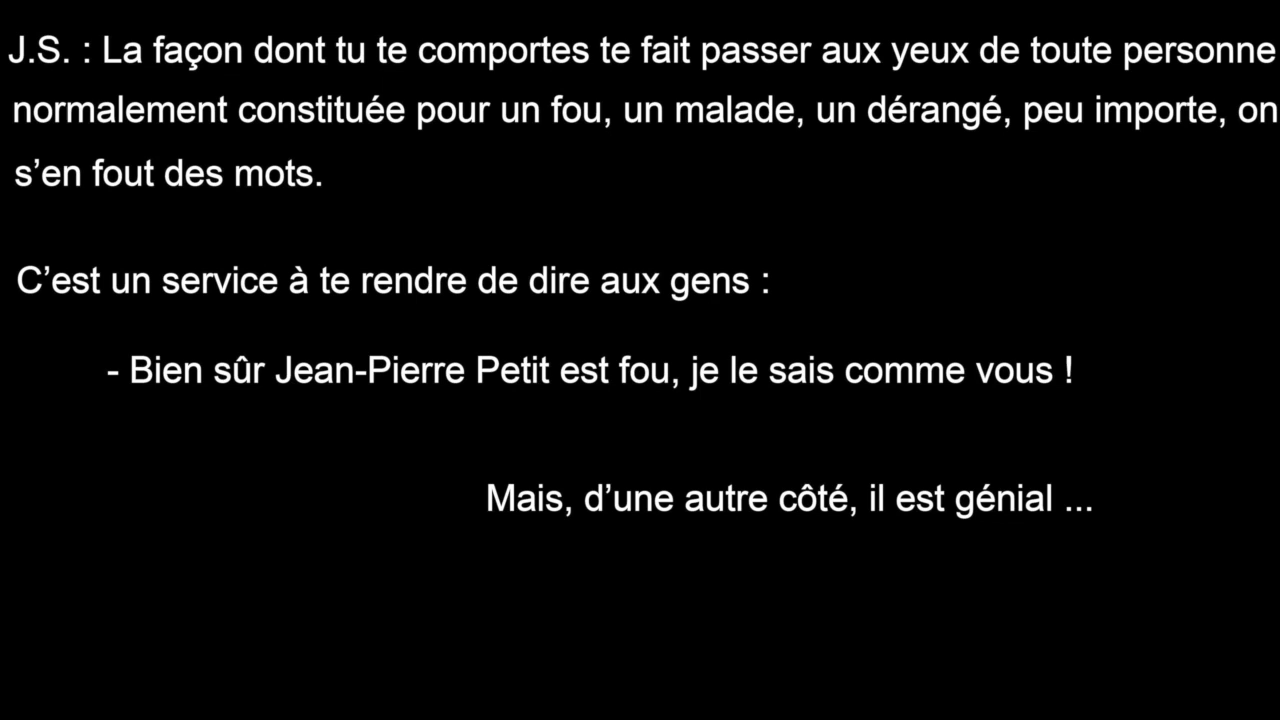 J.S. : La façon dont tu te comportes te fait passer aux yeux de toute personne
normalement constituée pour un fou, un malade, un dérangé, peu importe, on
s’en fout des mots.
C’est un service à te rendre de dire aux gens :
- Bien sûr Jean-Pierre Petit est fou, je le sais comme vous !
Mais, d’une autre côté, il est génial ...